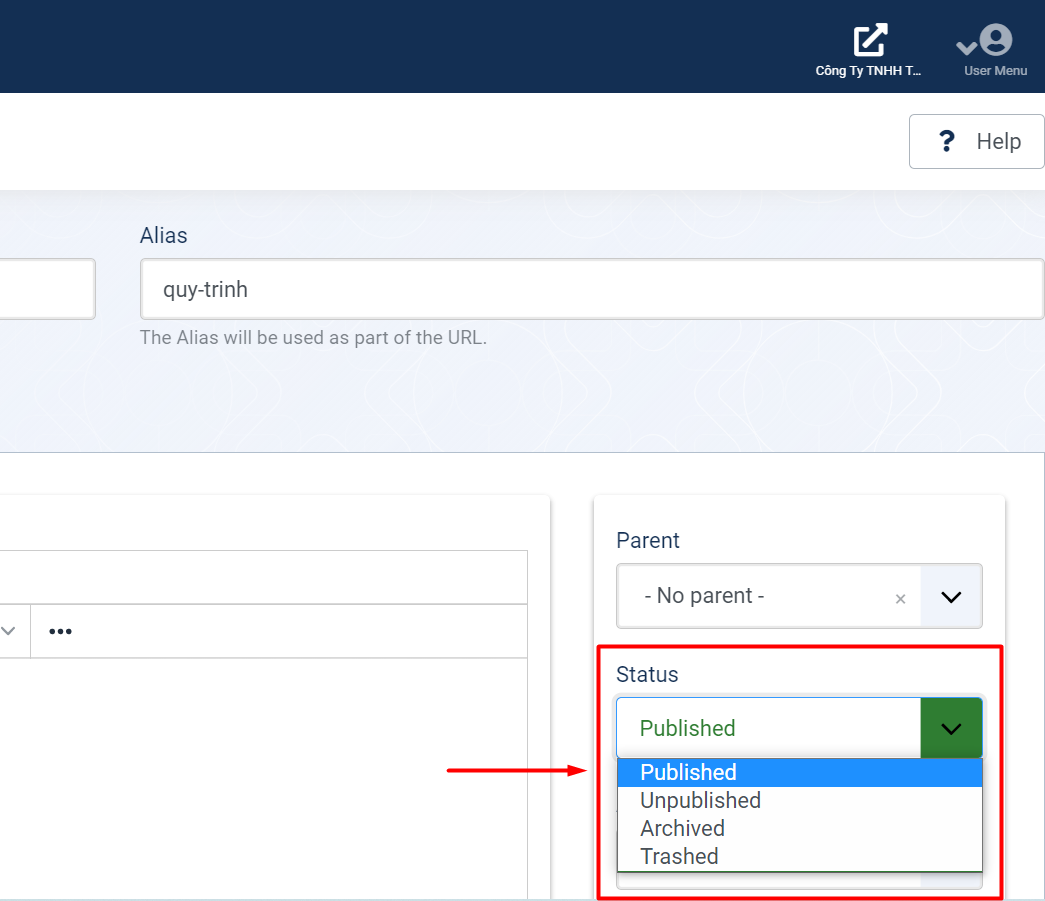 Công Ty TNHH T...
User Menu
? Help
Alias
quy-trinh
The Alias will be used as part of the URL.
Parent
- No parent -
×
Status
Published
Published
Unpublished
Archived
Trashed